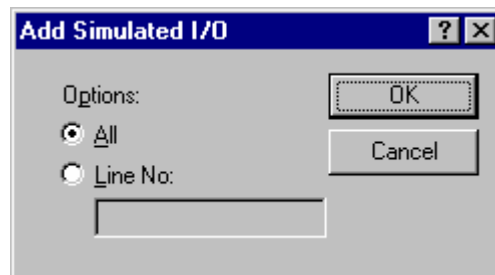 Add Simulated I/O
?
Options:
All
Line No:
OK
Cancel